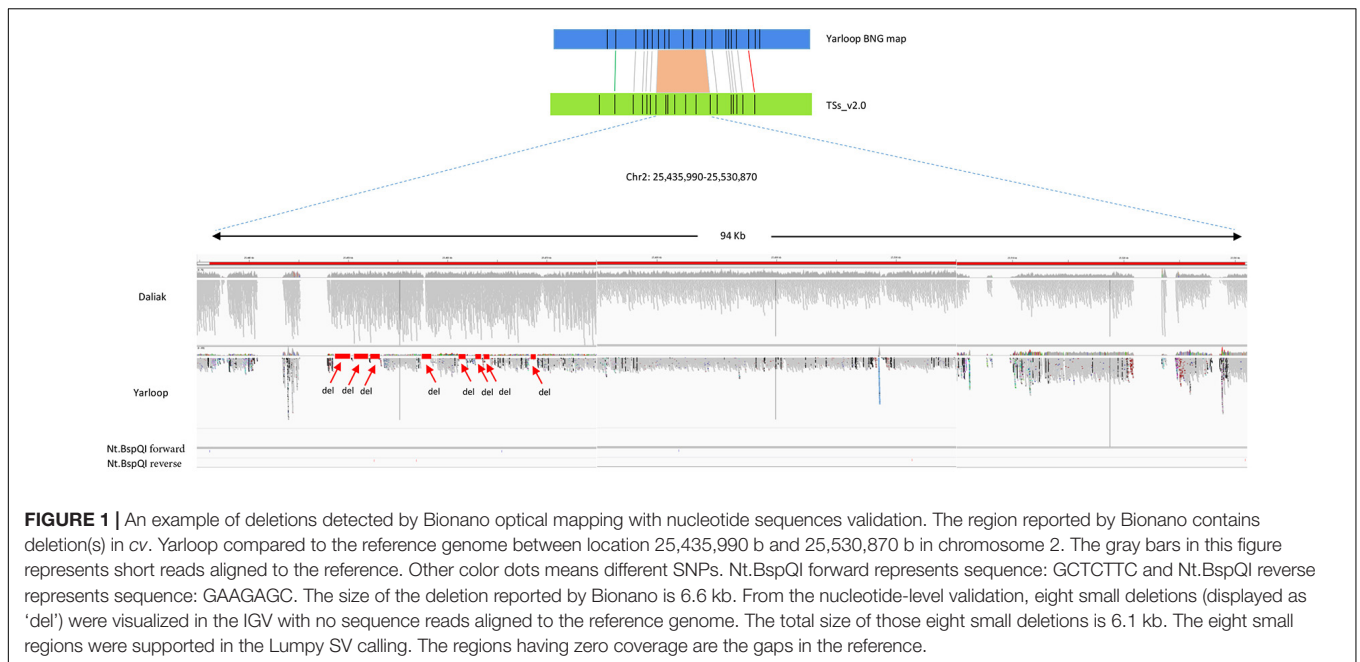 Yarloop BNG map
TSs_v2.0
Chr2: 25,435,990-25,530,870
94 Kb
Daliak
del
del
del
del
del
del
del
del
Yarloop
Nt.BspQI forward
Nt.BspQI reverse
FIGURE 1 | An example of deletions detected by Bionano optical mapping with nucleotide sequences validation. The region reported by Bionano contains
deletion(s) in cv. Yarloop compared to the reference genome between location 25,435,990 b and 25,530,870 b in chromosome 2. The gray bars in this figure
represents short reads aligned to the reference. Other color dots means different SNPs. Nt.BspQI forward represents sequence: GCTCTTC and Nt.BspQI reverse
represents sequence: GAAGAGC. The size of the deletion reported by Bionano is 6.6 kb. From the nucleotide-level validation, eight small deletions (displayed as
‘del’) were visualized in the IGV with no sequence reads aligned to the reference genome. The total size of those eight small deletions is 6.1 kb. The eight small
regions were supported in the Lumpy SV calling. The regions having zero coverage are the gaps in the reference.